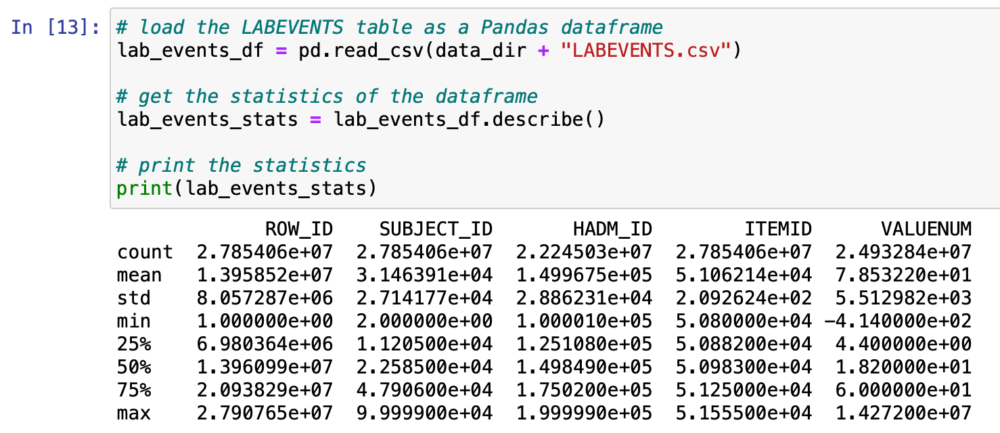 In [13]: # load the LABEVENTS table as a Pandas dataframe
lab_events_df = pd.read_csv(data_dir + "LABEVENTS.csv")
# get the statistics of the dataframe
lab_events_stats = lab_events_df.describe()
# print the statistics
print(lab_events_stats)
ROW_ID SUBJECT_ID HADM_ID ITEMID VALUENUM
count 2.785406e+07 2.785406e+07 2.224503e+07 2.785406e+07 2.493284e+07
mean 1.395852e+07 3.146391e+04 1.499675e+05 5.106214e+04 7.853220e+01
std 8.057287e+06 2.714177e+04 2.886231e+04 2.092624e+02 5.512982e+03
min 1.000000e+00 2.000000e+00 1.000010e+05 5.080000e+04 -4.140000e+02
25% 6.980364e+06 1.120500e+04 1.251080e+05 5.088200e+04 4.400000e+00
50% 1.396099e+07 2.258500e+04 1.498490e+05 5.098300e+04 1.820000e+01
75% 2.093829e+07 4.790600e+04 1.750200e+05 5.125000e+04 6.000000e+01
max 2.790765e+07 9.999900e+04 1.999990e+05 5.155500e+04 1.427200e+07